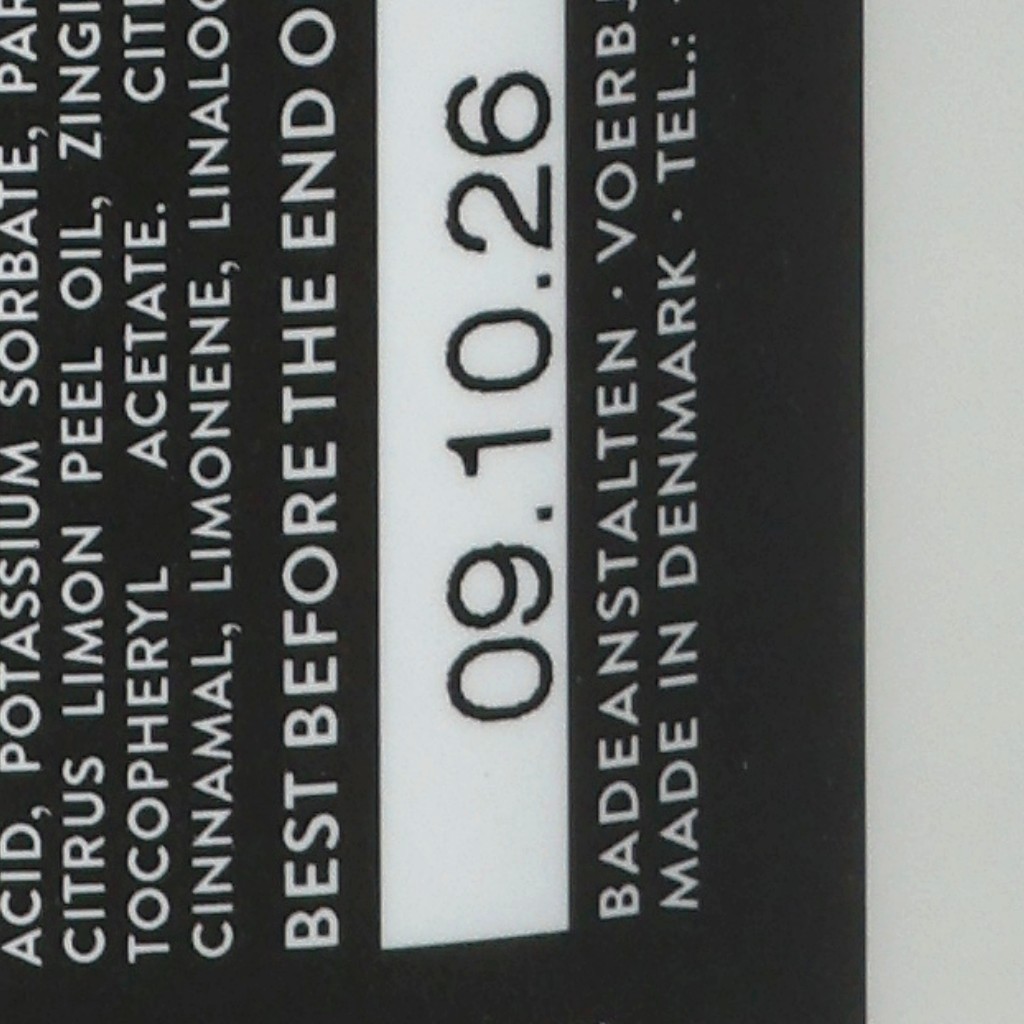 ACID, POTASSIUM SORBATE,
CITRUS LIMON PEEL OIL,
TOCOPHERYL ACETATE.
CINNAMAL, LIMONENE,
BEST BEFORE THE END
09.10.26
BADEANSTALTEN ·
MADE IN DENMARK · TEL.: